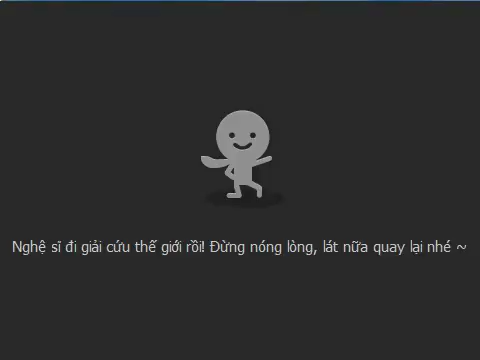 Nghệ sĩ đi giải cứu thế giới rồi! Đừng nóng lòng, lát nữa quay lại nhé ~